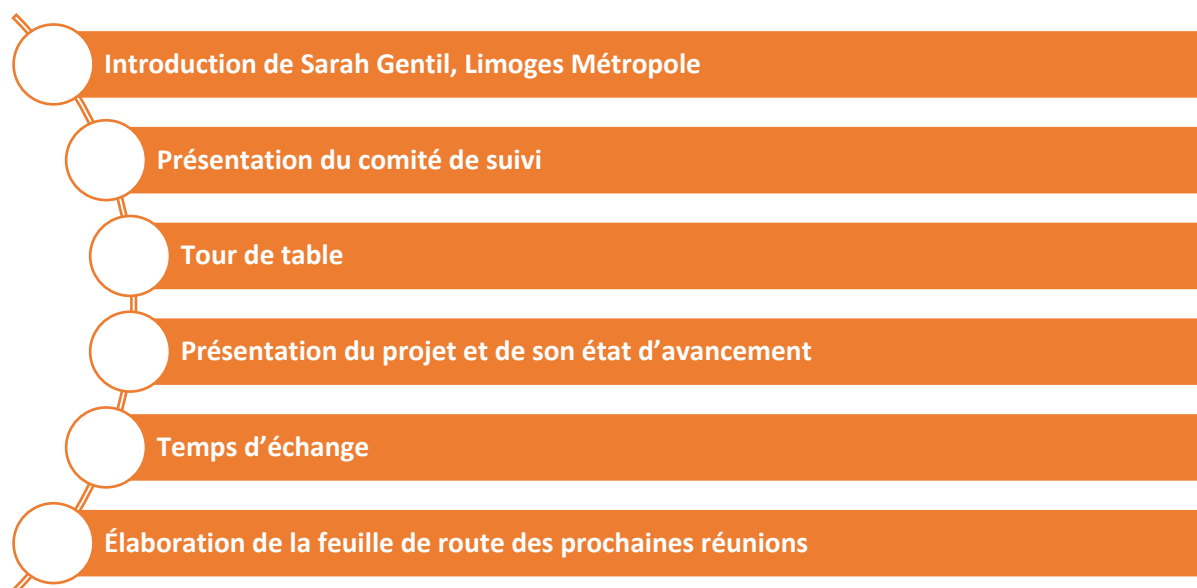 Introduction de Sarah Gentil, Limoges Métropole
Présentation du comité de suivi
Tour de table
Présentation du projet et de son état d’avancement
Temps d’échange
Élaboration de la feuille de route des prochaines réunions